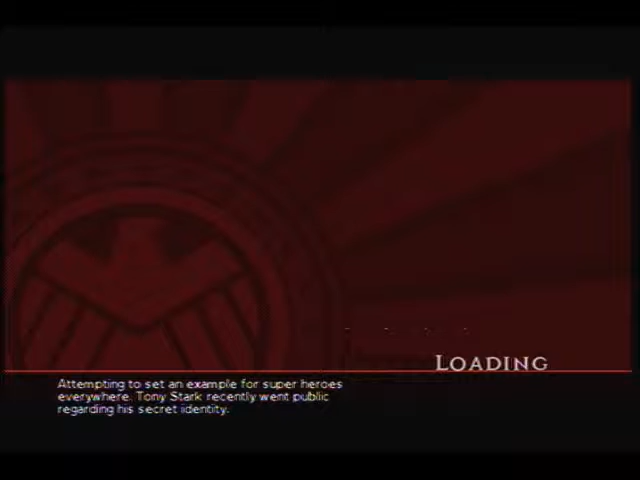 LOADING
Attempting to set an example for super heroes
everywhere, Tony Stark recently went public
regarding his secret identity.